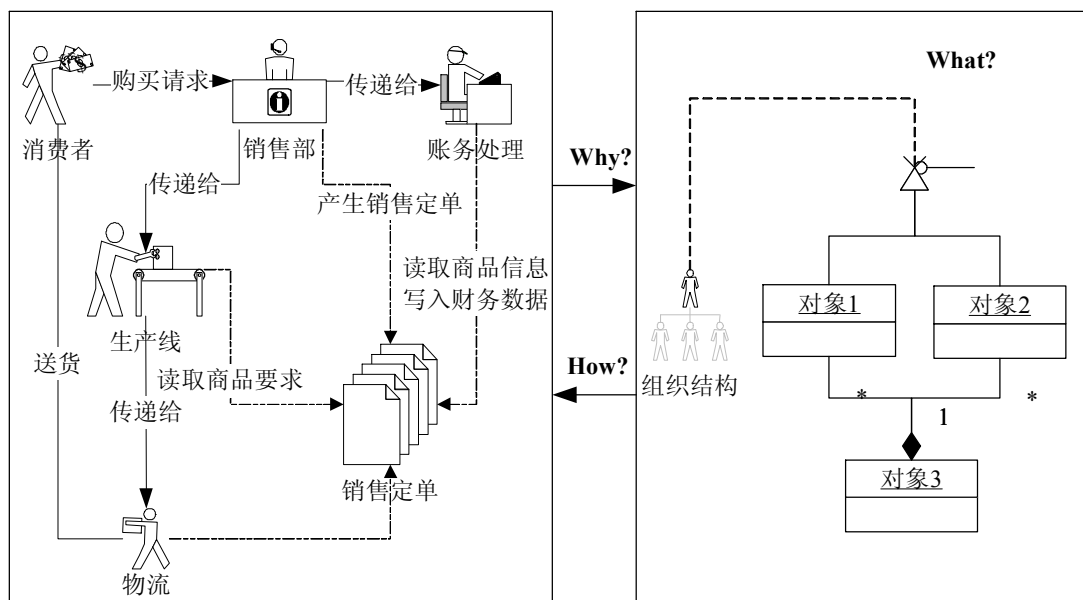 购买请求
传递给
消费者
销售部
账务处理
传递给
产生销售定单
读取商品信息
写入财务数据
生产线
送货
读取商品要求
传递给
销售定单
物流
Why?
How?
What?
组织结构
对象1
对象2
*
*
1
对象3